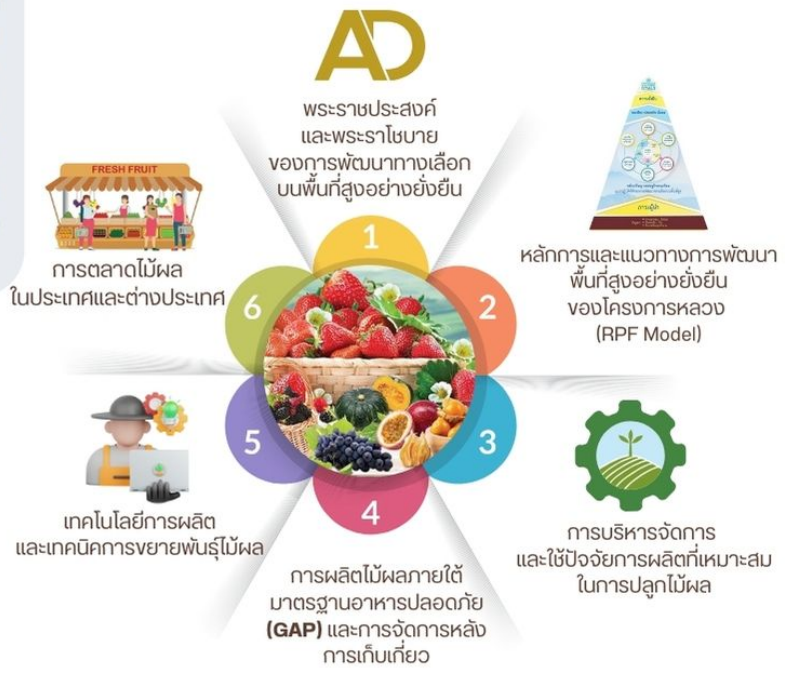 AD
พระราชประสงค์
และพระราโชบาย
ของการพัฒนาทางเลือก
บนพื้นที่สูงอย่างยั่งยืน
1
หลักการและแนวทางการพัฒนา
พื้นที่สูงอย่างยั่งยืน
ของโครงการหลวง
(RPF Model)
2
การบริหารจัดการ
และใช้ปัจจัยการผลิตที่เหมาะสม
ในการปลูกไม้ผล
3
4
การผลิตไม้ผลภายใต้
มาตรฐานอาหารปลอดภัย
(GAP) และการจัดการหลัง
การเก็บเกี่ยว
5
เทคโนโลยีการผลิต
และเทคนิคการขยายพันธุ์ไม้ผล
6
FRESH FRUIT
การตลาดไม้ผล
ในประเทศและต่างประเทศ